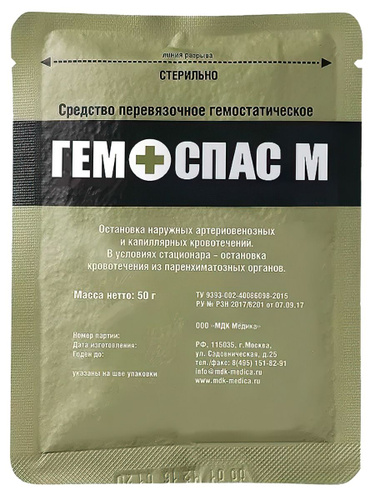 линия разрыва
СТЕРИЛЬНО
Средство перевязочное гемостатическое
ГЕМОСПАС М
Остановка наружных артериовенозных
и капиллярных кровотечений.
В условиях стационара – остановка
кровотечения из паренхиматозных органов.
Масса нетто: 50 г
ТУ 9393-002-40086098-2015
РУ № РЗН 2017/6201 от 07.09.17
Номер партии:
Дата изготовления:
Годен до:
указаны на шве упаковки
ООО «МДК Медика»
РФ, 115035, г.Москва,
ул. Садовническая, д.25
тел./факс: 8(495) 151-82-91
info@mdk-medica.ru
www.mdk-medica.ru